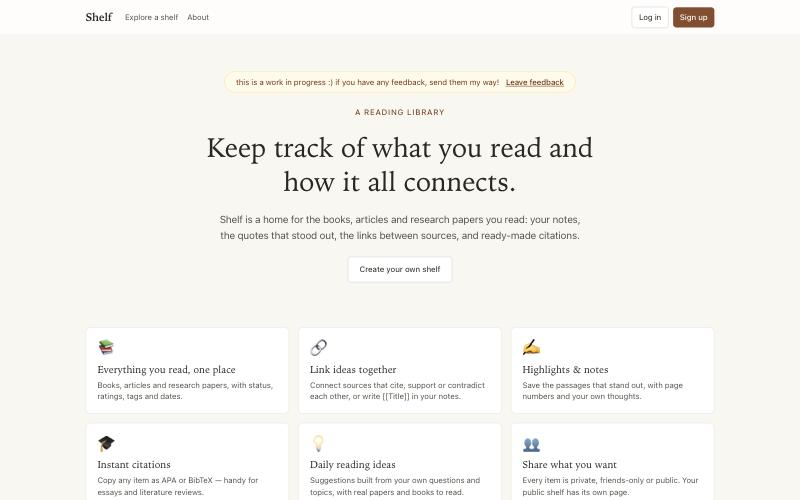 Shelf Explore a shelf About Log in Sign up
this is a work in progress :) if you have any feedback, send them my way! Leave feedback
A READING LIBRARY
Keep track of what you read and
how it all connects.
Shelf is a home for the books, articles and research papers you read: your notes,
the quotes that stood out, the links between sources, and ready-made citations.
Create your own shelf
Everything you read, one place
Books, articles and research papers, with status,
ratings, tags and dates.
Link ideas together
Connect sources that cite, support or contradict
each other, or write [[Title]] in your notes.
Highlights & notes
Save the passages that stand out, with page
numbers and your own thoughts.
Instant citations
Copy any item as APA or BibTeX — handy for
essays and literature reviews.
Daily reading ideas
Suggestions built from your own questions and
topics, with real papers and books to read.
Share what you want
Every item is private, friends-only or public. Your
public shelf has its own page.